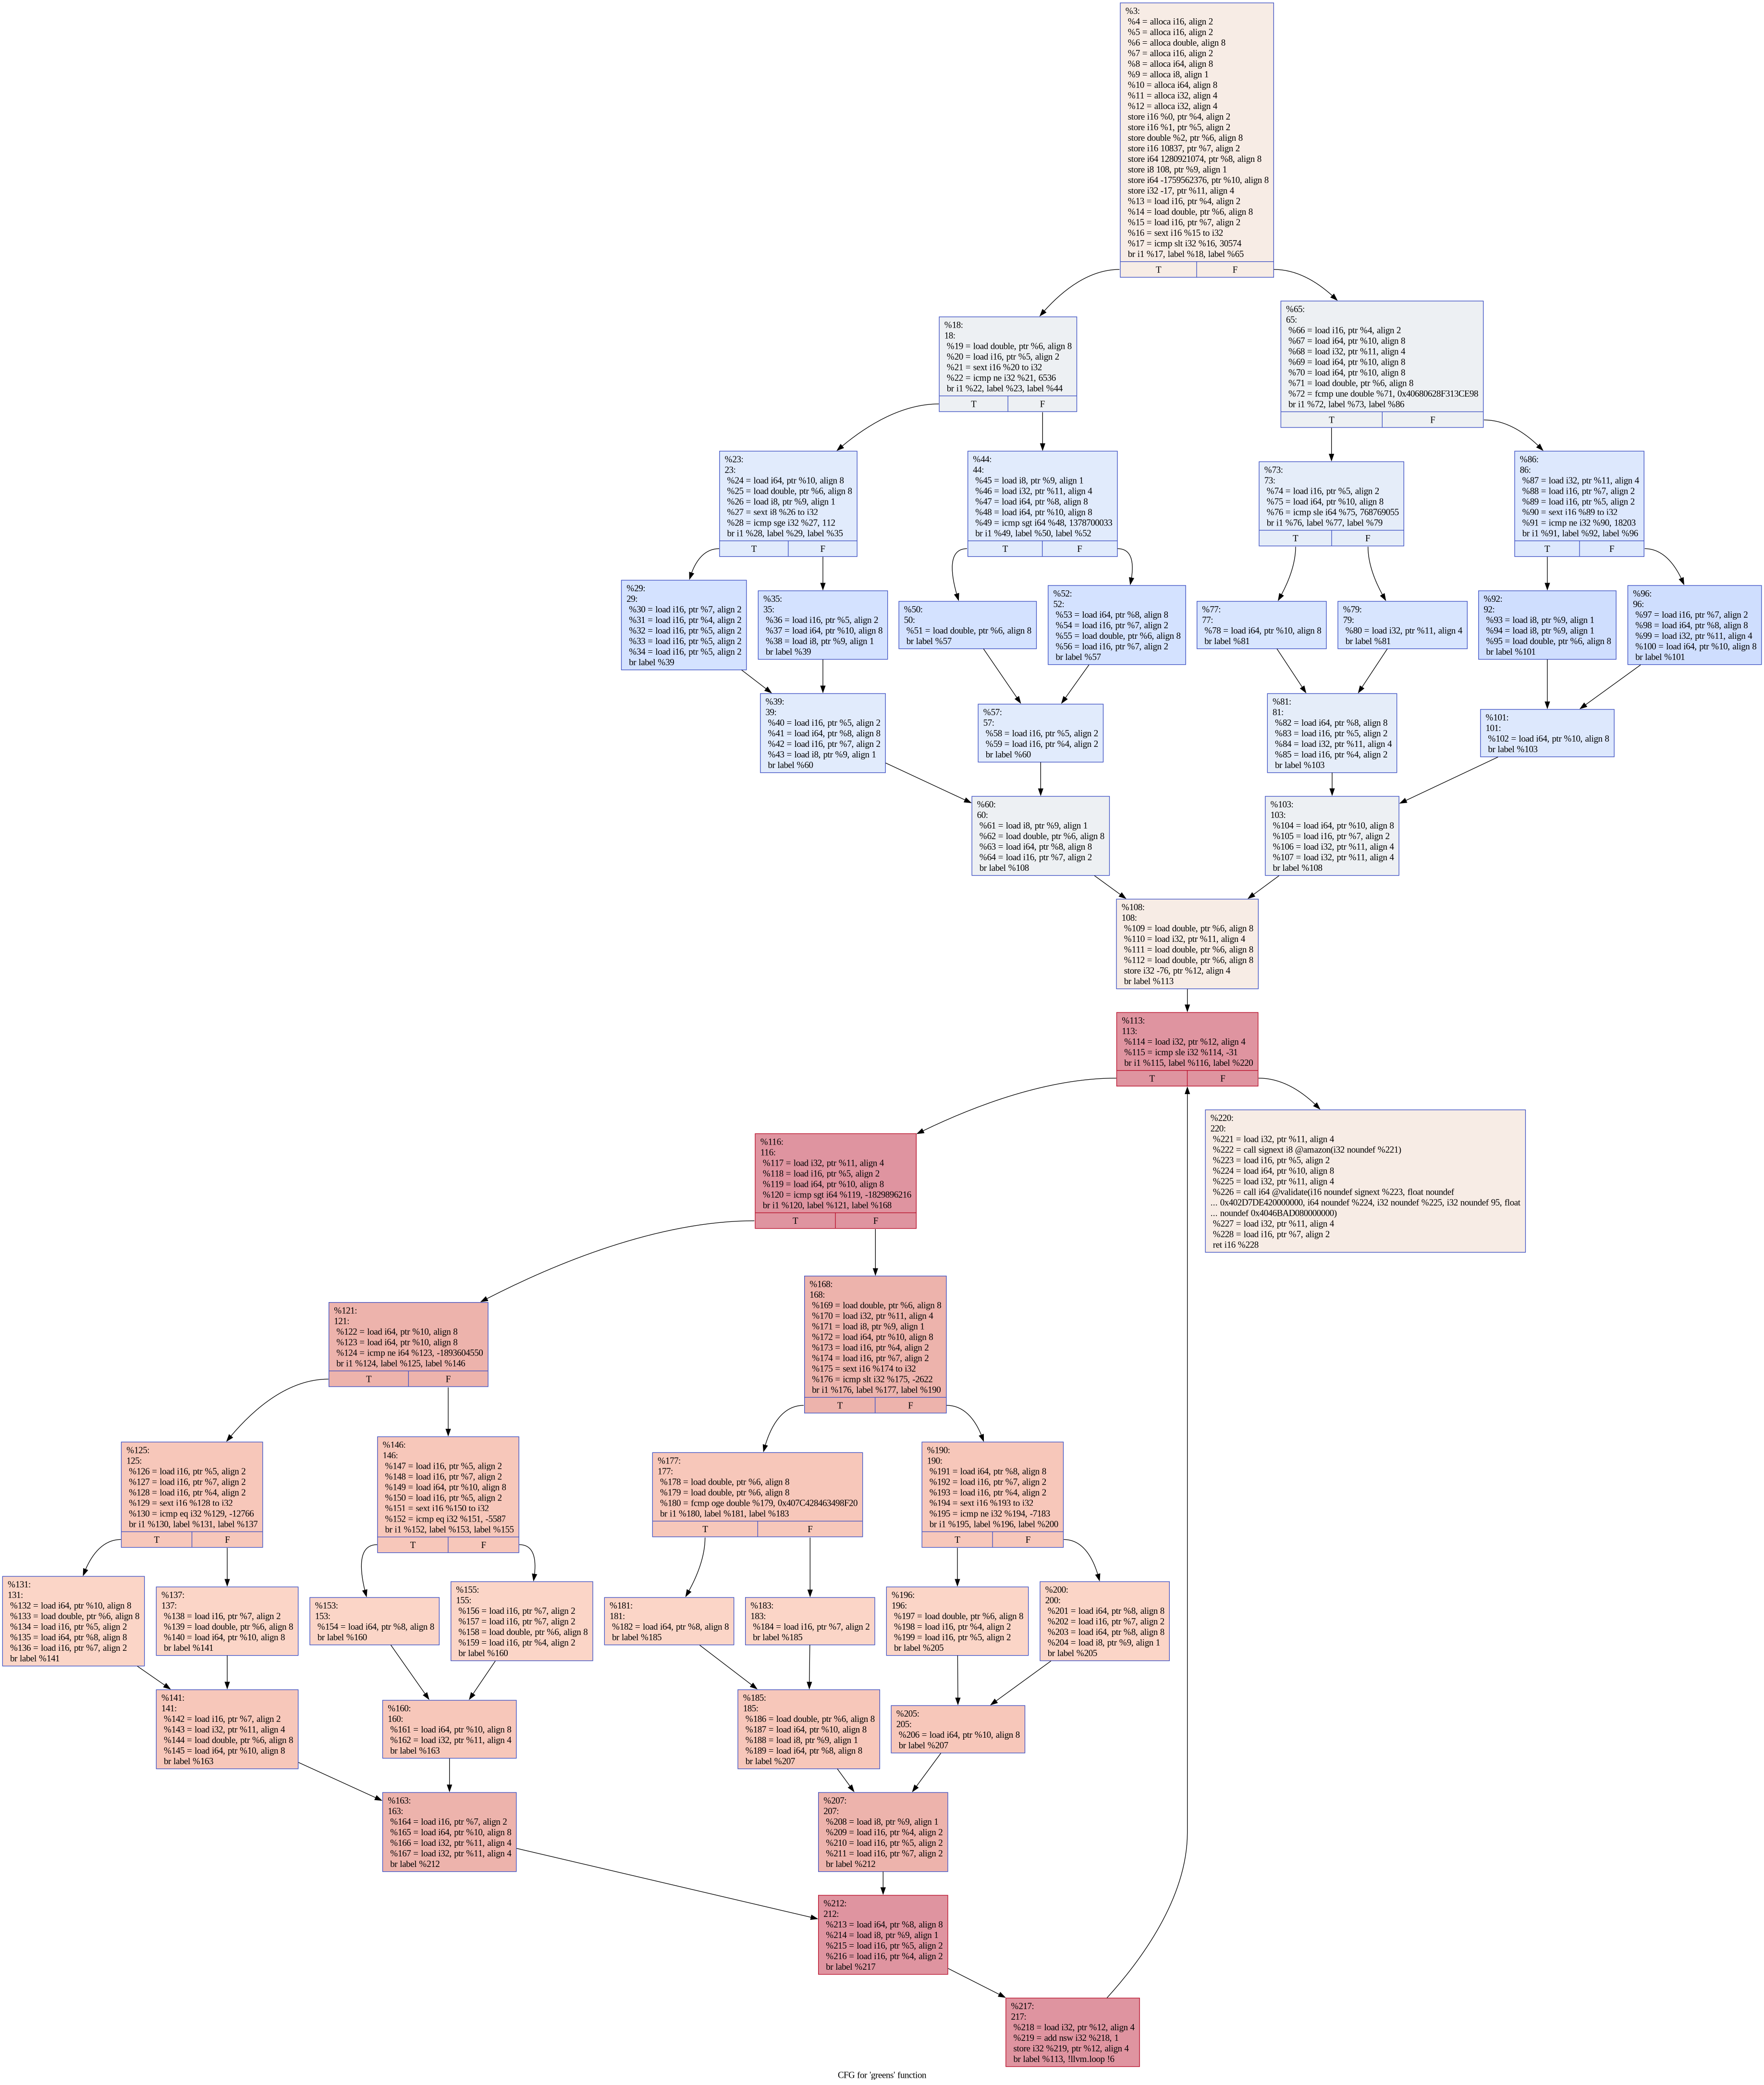 %3:
%4 = alloca i16, align 2
%5 = alloca i16, align 2
%6 = alloca double, align 8
%7 = alloca i16, align 2
%8 = alloca i64, align 8
%9 = alloca i8, align 1
%10 = alloca i64, align 8
%11 = alloca i32, align 4
%12 = alloca i32, align 4
store i16 %0, ptr %4, align 2
store i16 %1, ptr %5, align 2
store double %2, ptr %6, align 8
store i16 10837, ptr %7, align 2
store i64 1280921074, ptr %8, align 8
store i8 108, ptr %9, align 1
store i64 -1759562376, ptr %10, align 8
store i32 -17, ptr %11, align 4
%13 = load i16, ptr %4, align 2
%14 = load double, ptr %6, align 8
%15 = load i16, ptr %7, align 2
%16 = sext i16 %15 to i32
%17 = icmp slt i32 %16, 30574
br i1 %17, label %18, label %65
T F
%18:
18:
%19 = load double, ptr %6, align 8
%20 = load i16, ptr %5, align 2
%21 = sext i16 %20 to i32
%22 = icmp ne i32 %21, 6536
br i1 %22, label %23, label %44
T F
%65:
65:
%66 = load i16, ptr %4, align 2
%67 = load i64, ptr %10, align 8
%68 = load i32, ptr %11, align 4
%69 = load i64, ptr %10, align 8
%70 = load i64, ptr %10, align 8
%71 = load double, ptr %6, align 8
%72 = fcmp une double %71, 0x40680628F313CE98
br i1 %72, label %73, label %86
T F
%23:
23:
%24 = load i64, ptr %10, align 8
%25 = load double, ptr %6, align 8
%26 = load i8, ptr %9, align 1
%27 = sext i8 %26 to i32
%28 = icmp sge i32 %27, 112
br i1 %28, label %29, label %35
T F
%44:
44:
%45 = load i8, ptr %9, align 1
%46 = load i32, ptr %11, align 4
%47 = load i64, ptr %8, align 8
%48 = load i64, ptr %10, align 8
%49 = icmp sgt i64 %48, 1378700033
br i1 %49, label %50, label %52
T F
%73:
73:
%74 = load i16, ptr %5, align 2
%75 = load i64, ptr %10, align 8
%76 = icmp sle i64 %75, 768769055
br i1 %76, label %77, label %79
T F
%86:
86:
%87 = load i32, ptr %11, align 4
%88 = load i16, ptr %7, align 2
%89 = load i16, ptr %5, align 2
%90 = sext i16 %89 to i32
%91 = icmp ne i32 %90, 18203
br i1 %91, label %92, label %96
T F
%29:
29:
%30 = load i16, ptr %7, align 2
%31 = load i16, ptr %4, align 2
%32 = load i16, ptr %5, align 2
%33 = load i16, ptr %5, align 2
%34 = load i16, ptr %5, align 2
br label %39
%35:
35:
%36 = load i16, ptr %5, align 2
%37 = load i64, ptr %10, align 8
%38 = load i8, ptr %9, align 1
br label %39
%50:
50:
%51 = load double, ptr %6, align 8
br label %57
%52:
52:
%53 = load i64, ptr %8, align 8
%54 = load i16, ptr %7, align 2
%55 = load double, ptr %6, align 8
%56 = load i16, ptr %7, align 2
br label %57
%77:
77:
%78 = load i64, ptr %10, align 8
br label %81
%79:
79:
%80 = load i32, ptr %11, align 4
br label %81
%92:
92:
%93 = load i8, ptr %9, align 1
%94 = load i8, ptr %9, align 1
%95 = load double, ptr %6, align 8
br label %101
%96:
96:
%97 = load i16, ptr %7, align 2
%98 = load i64, ptr %8, align 8
%99 = load i32, ptr %11, align 4
%100 = load i64, ptr %10, align 8
br label %101
%39:
39:
%40 = load i16, ptr %5, align 2
%41 = load i64, ptr %8, align 8
%42 = load i16, ptr %7, align 2
%43 = load i8, ptr %9, align 1
br label %60
%57:
57:
%58 = load i16, ptr %5, align 2
%59 = load i16, ptr %4, align 2
br label %60
%81:
81:
%82 = load i64, ptr %8, align 8
%83 = load i16, ptr %5, align 2
%84 = load i32, ptr %11, align 4
%85 = load i16, ptr %4, align 2
br label %103
%101:
101:
%102 = load i64, ptr %10, align 8
br label %103
%60:
60:
%61 = load i8, ptr %9, align 1
%62 = load double, ptr %6, align 8
%63 = load i64, ptr %8, align 8
%64 = load i16, ptr %7, align 2
br label %108
%103:
103:
%104 = load i64, ptr %10, align 8
%105 = load i16, ptr %7, align 2
%106 = load i32, ptr %11, align 4
%107 = load i32, ptr %11, align 4
br label %108
%108:
108:
%109 = load double, ptr %6, align 8
%110 = load i32, ptr %11, align 4
%111 = load double, ptr %6, align 8
%112 = load double, ptr %6, align 8
store i32 -76, ptr %12, align 4
br label %113
%113:
113:
%114 = load i32, ptr %12, align 4
%115 = icmp sle i32 %114, -31
br i1 %115, label %116, label %220
T F
%220:
220:
%221 = load i32, ptr %11, align 4
%222 = call signext i8 @amazon(i32 noundef %221)
%223 = load i16, ptr %5, align 2
%224 = load i64, ptr %10, align 8
%225 = load i32, ptr %11, align 4
%226 = call i64 @validate(i16 noundef signext %223, float noundef
... 0x402D7DE420000000, i64 noundef %224, i32 noundef %225, i32 noundef 95, float
... noundef 0x4046BAD080000000)
%227 = load i32, ptr %11, align 4
%228 = load i16, ptr %7, align 2
ret i16 %228
%116:
116:
%117 = load i32, ptr %11, align 4
%118 = load i16, ptr %5, align 2
%119 = load i64, ptr %10, align 8
%120 = icmp sgt i64 %119, -1829896216
br i1 %120, label %121, label %168
T F
%121:
121:
%122 = load i64, ptr %10, align 8
%123 = load i64, ptr %10, align 8
%124 = icmp ne i64 %123, -1893604550
br i1 %124, label %125, label %146
T F
%168:
168:
%169 = load double, ptr %6, align 8
%170 = load i32, ptr %11, align 4
%171 = load i8, ptr %9, align 1
%172 = load i64, ptr %10, align 8
%173 = load i16, ptr %4, align 2
%174 = load i16, ptr %7, align 2
%175 = sext i16 %174 to i32
%176 = icmp slt i32 %175, -2622
br i1 %176, label %177, label %190
T F
%125:
125:
%126 = load i16, ptr %5, align 2
%127 = load i16, ptr %7, align 2
%128 = load i16, ptr %4, align 2
%129 = sext i16 %128 to i32
%130 = icmp eq i32 %129, -12766
br i1 %130, label %131, label %137
T F
%146:
146:
%147 = load i16, ptr %5, align 2
%148 = load i16, ptr %7, align 2
%149 = load i64, ptr %10, align 8
%150 = load i16, ptr %5, align 2
%151 = sext i16 %150 to i32
%152 = icmp eq i32 %151, -5587
br i1 %152, label %153, label %155
T F
%177:
177:
%178 = load double, ptr %6, align 8
%179 = load double, ptr %6, align 8
%180 = fcmp oge double %179, 0x407C428463498F20
br i1 %180, label %181, label %183
T F
%190:
190:
%191 = load i64, ptr %8, align 8
%192 = load i16, ptr %7, align 2
%193 = load i16, ptr %4, align 2
%194 = sext i16 %193 to i32
%195 = icmp ne i32 %194, -7183
br i1 %195, label %196, label %200
T F
%131:
131:
%132 = load i64, ptr %10, align 8
%133 = load double, ptr %6, align 8
%134 = load i16, ptr %5, align 2
%135 = load i64, ptr %8, align 8
%136 = load i16, ptr %7, align 2
br label %141
%137:
137:
%138 = load i16, ptr %7, align 2
%139 = load double, ptr %6, align 8
%140 = load i64, ptr %10, align 8
br label %141
%153:
153:
%154 = load i64, ptr %8, align 8
br label %160
%155:
155:
%156 = load i16, ptr %7, align 2
%157 = load i16, ptr %7, align 2
%158 = load double, ptr %6, align 8
%159 = load i16, ptr %4, align 2
br label %160
%181:
181:
%182 = load i64, ptr %8, align 8
br label %185
%183:
183:
%184 = load i16, ptr %7, align 2
br label %185
%196:
196:
%197 = load double, ptr %6, align 8
%198 = load i16, ptr %4, align 2
%199 = load i16, ptr %5, align 2
br label %205
%200:
200:
%201 = load i64, ptr %8, align 8
%202 = load i16, ptr %7, align 2
%203 = load i64, ptr %8, align 8
%204 = load i8, ptr %9, align 1
br label %205
%141:
141:
%142 = load i16, ptr %7, align 2
%143 = load i32, ptr %11, align 4
%144 = load double, ptr %6, align 8
%145 = load i64, ptr %10, align 8
br label %163
%160:
160:
%161 = load i64, ptr %10, align 8
%162 = load i32, ptr %11, align 4
br label %163
%185:
185:
%186 = load double, ptr %6, align 8
%187 = load i64, ptr %10, align 8
%188 = load i8, ptr %9, align 1
%189 = load i64, ptr %8, align 8
br label %207
%205:
205:
%206 = load i64, ptr %10, align 8
br label %207
%163:
163:
%164 = load i16, ptr %7, align 2
%165 = load i64, ptr %10, align 8
%166 = load i32, ptr %11, align 4
%167 = load i32, ptr %11, align 4
br label %212
%207:
207:
%208 = load i8, ptr %9, align 1
%209 = load i16, ptr %4, align 2
%210 = load i16, ptr %5, align 2
%211 = load i16, ptr %7, align 2
br label %212
%212:
212:
%213 = load i64, ptr %8, align 8
%214 = load i8, ptr %9, align 1
%215 = load i16, ptr %5, align 2
%216 = load i16, ptr %4, align 2
br label %217
%217:
217:
%218 = load i32, ptr %12, align 4
%219 = add nsw i32 %218, 1
store i32 %219, ptr %12, align 4
br label %113, !llvm.loop !6
CFG for 'greens' function